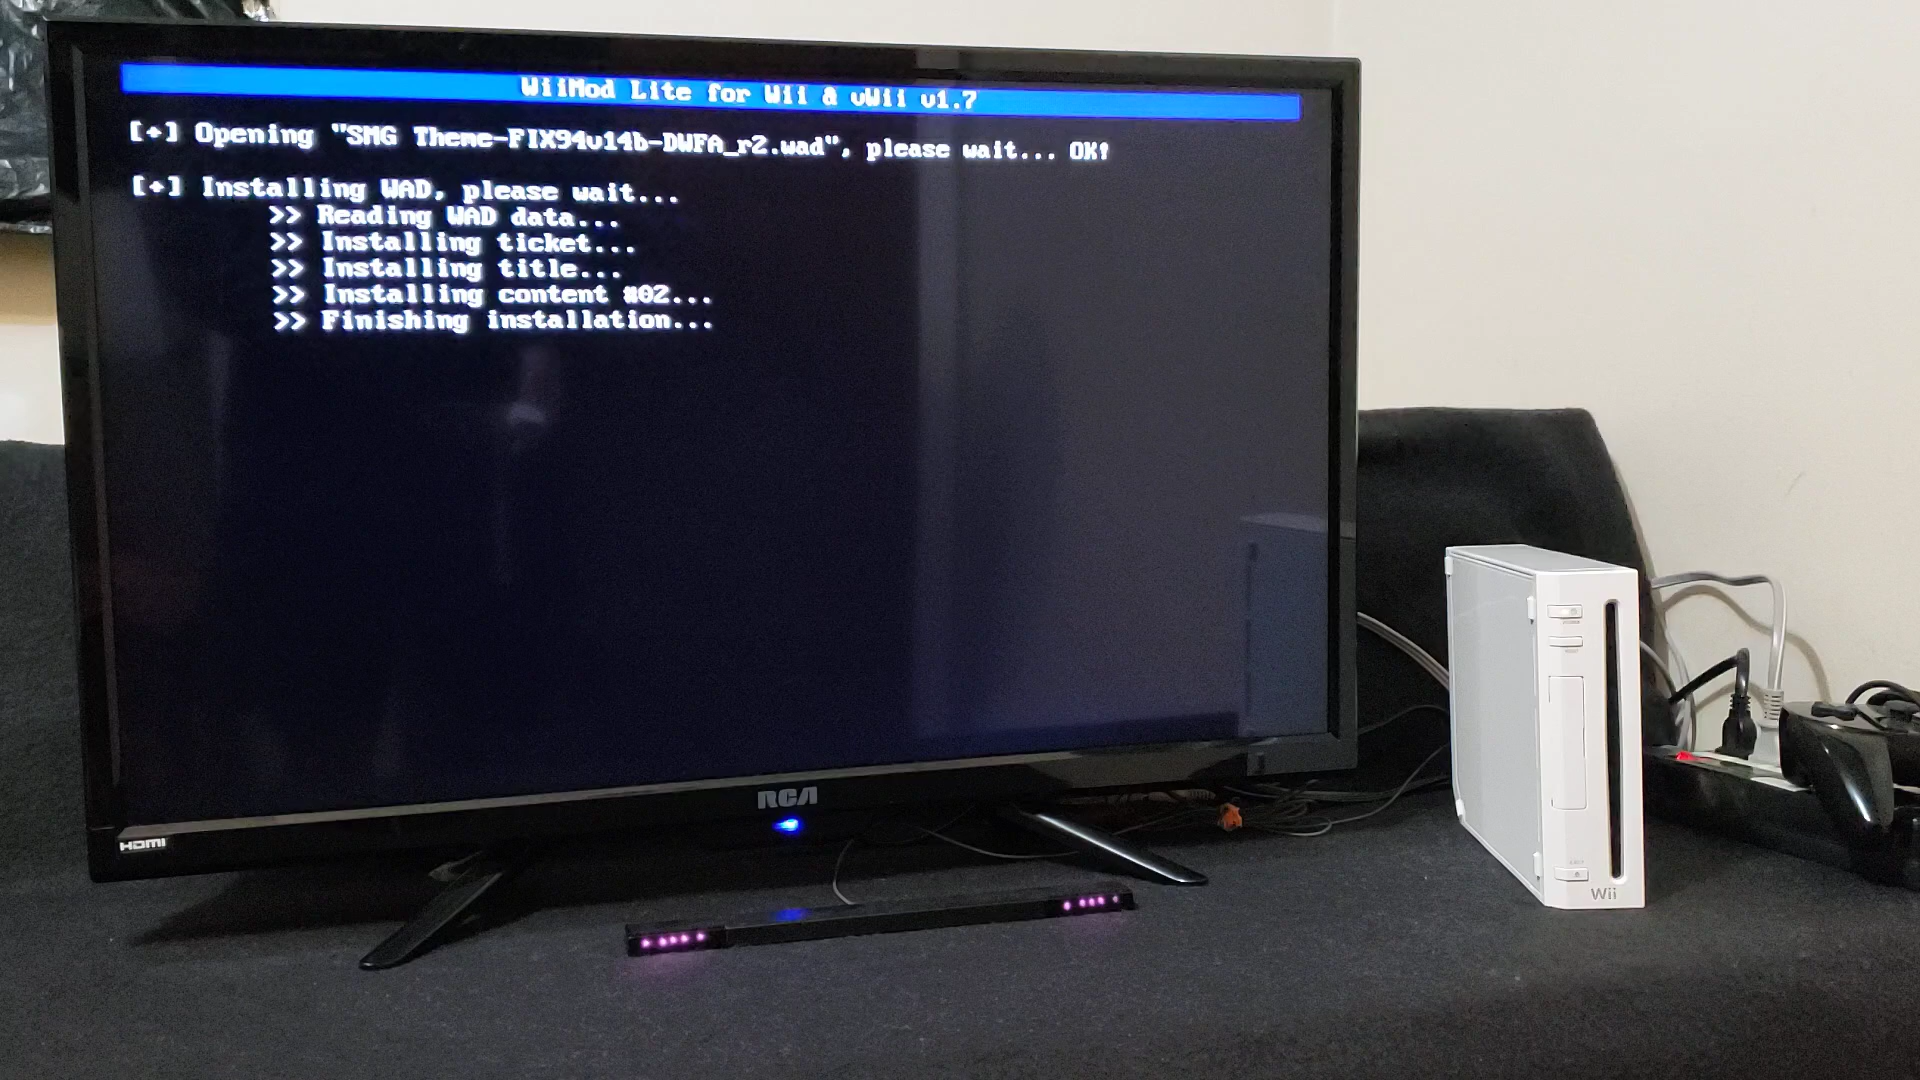 WiiMod Lite for Wii & vWii v1.7
[+] Opening "SMG Theme-FIX94v14b-DWFA_r2.wad", please wait... OK!
[+] Installing WAD, please wait...
>> Reading WAD data...
>> Installing ticket...
>> Installing title...
>> Installing content #02...
>> Finishing installation...
RCA
HDMI
Wii